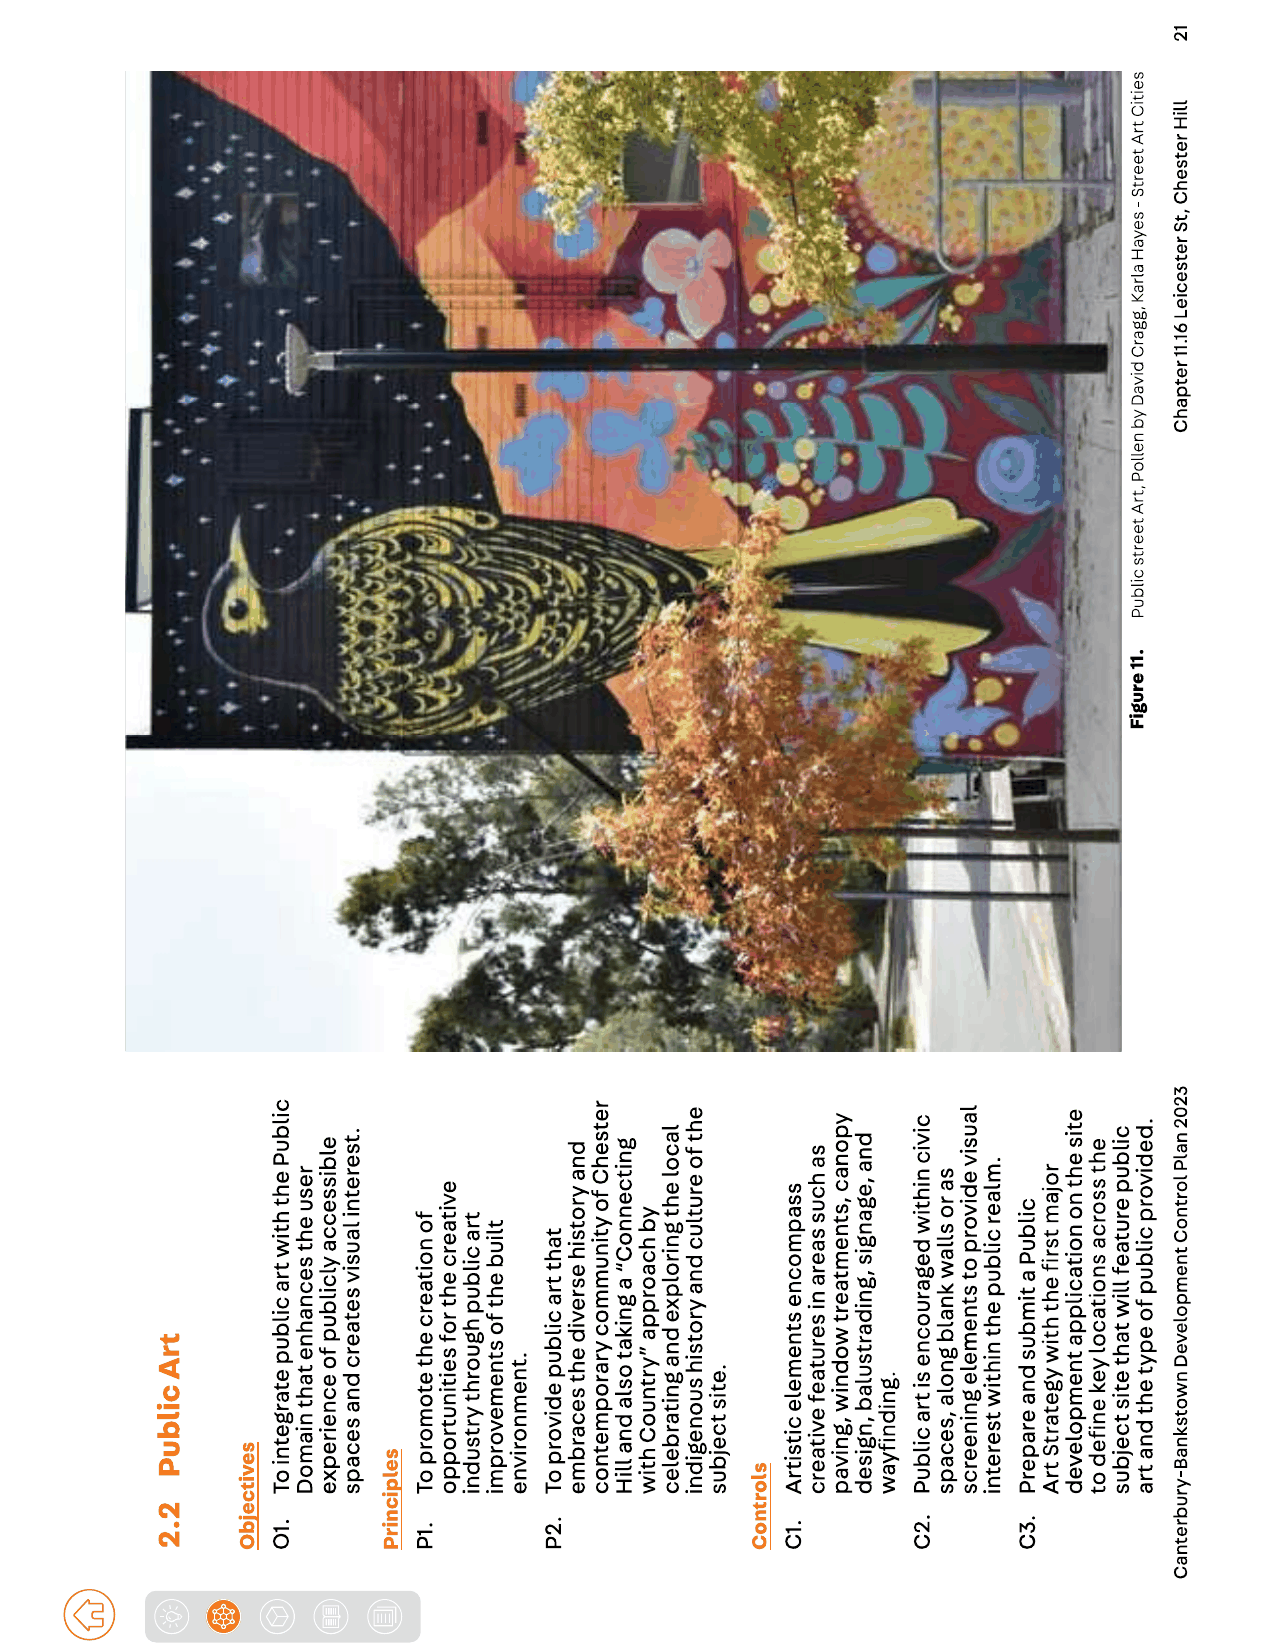 2.2 Public Art
Objectives
O1. To integrate public art with the Public
Domain that enhances the user
experience of publicly accessible
spaces and creates visual interest.
Principles
P1. To promote the creation of
opportunities for the creative
industry through public art
improvements of the built
environment.
P2. To provide public art that
embraces the diverse history and
contemporary community of Chester
Hill and also taking a “Connecting
with Country” approach by
celebrating and exploring the local
indigenous history and culture of the
subject site.
Controls
C1. Artistic elements encompass
creative features in areas such as
paving, window treatments, canopy
design, balustrading, signage, and
wayfinding.
C2. Public art is encouraged within civic
spaces, along blank walls or as
screening elements to provide visual
interest within the public realm.
C3. Prepare and submit a Public
Art Strategy with the first major
development application on the site
to define key locations across the
subject site that will feature public
art and the type of public provided.
Figure 11. Public street Art, Pollen by David Cragg, Karla Hayes - Street Art Cities
Canterbury-Bankstown Development Control Plan 2023
Chapter 11.16 Leicester St, Chester Hill 21